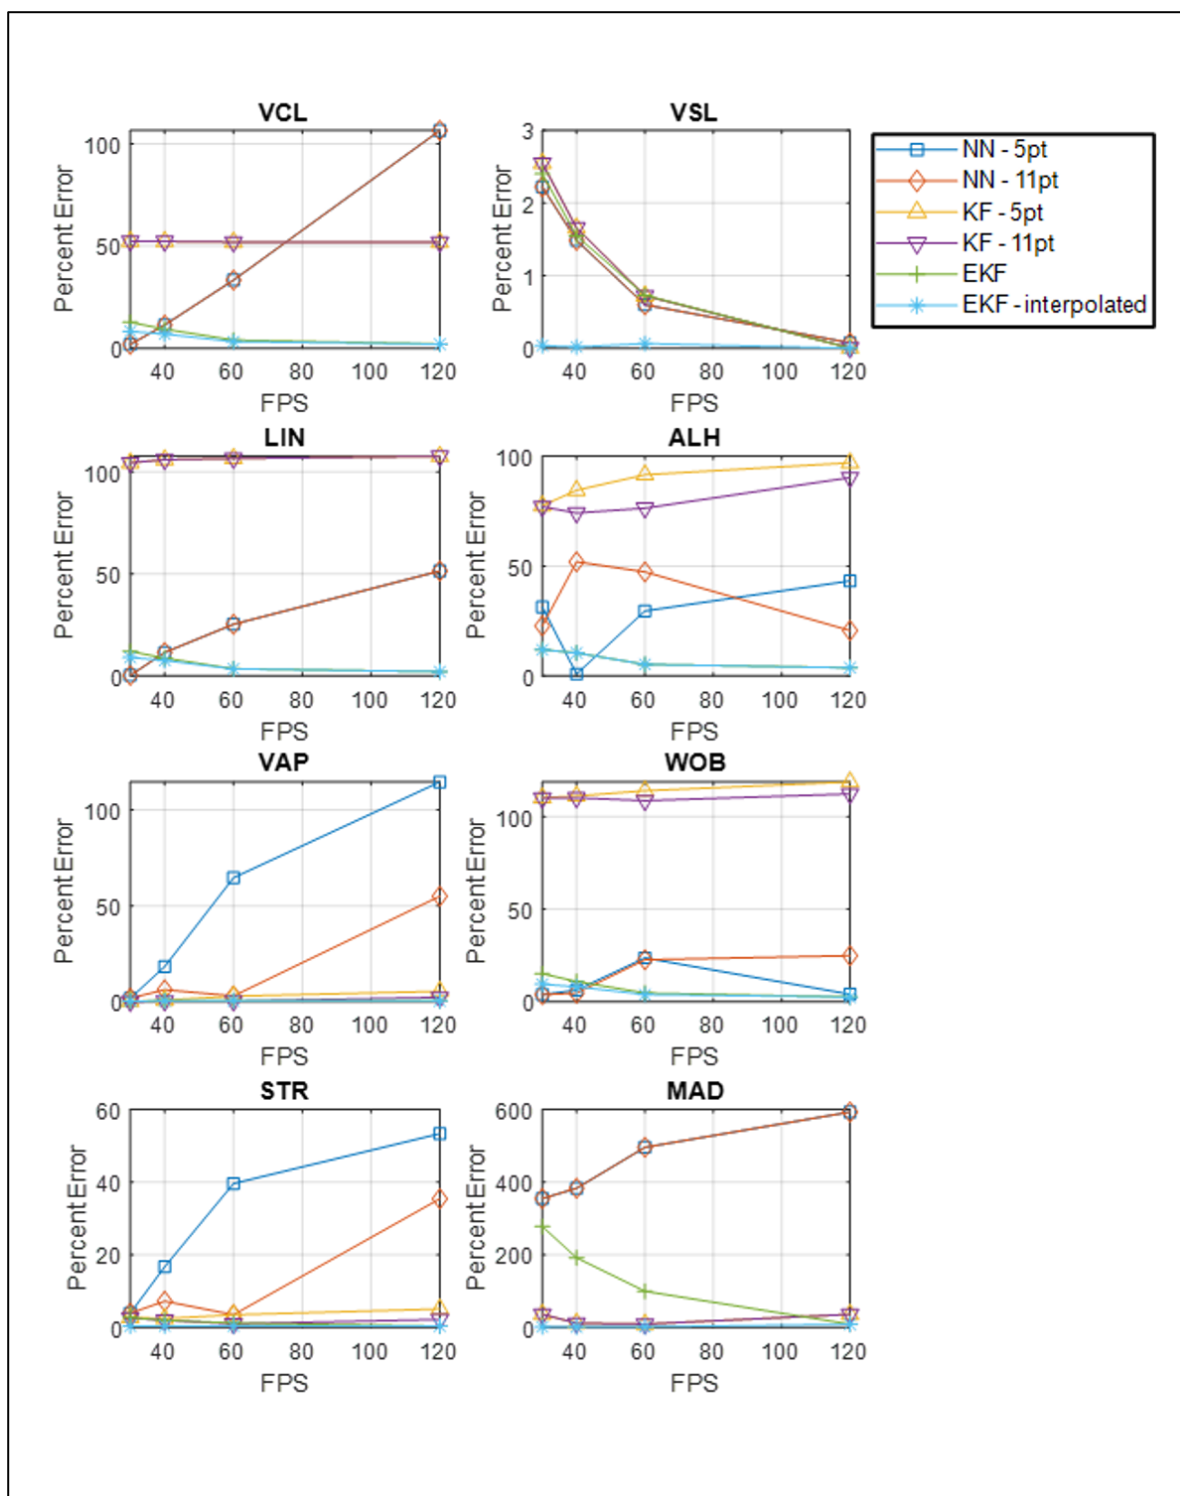 VCL
Percent Error
100
50
0
40 60 80 100 120
FPS
VSL
Percent Error
3
2
1
0
40 60 80 100 120
FPS
NN - 5pt
NN - 11pt
KF - 5pt
KF - 11pt
EKF
EKF - interpolated
LIN
Percent Error
100
50
0
40 60 80 100 120
FPS
ALH
Percent Error
100
50
0
40 60 80 100 120
FPS
VAP
Percent Error
100
50
0
40 60 80 100 120
FPS
WOB
Percent Error
100
50
0
40 60 80 100 120
FPS
STR
Percent Error
60
40
20
0
40 60 80 100 120
FPS
MAD
Percent Error
600
400
200
0
40 60 80 100 120
FPS